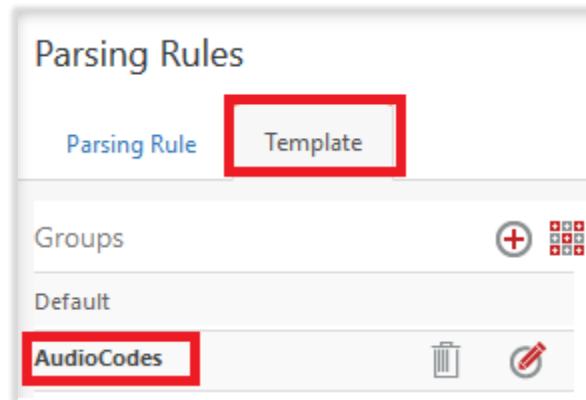 Parsing Rules
Parsing Rule
Template
Groups
Default
AudioCodes